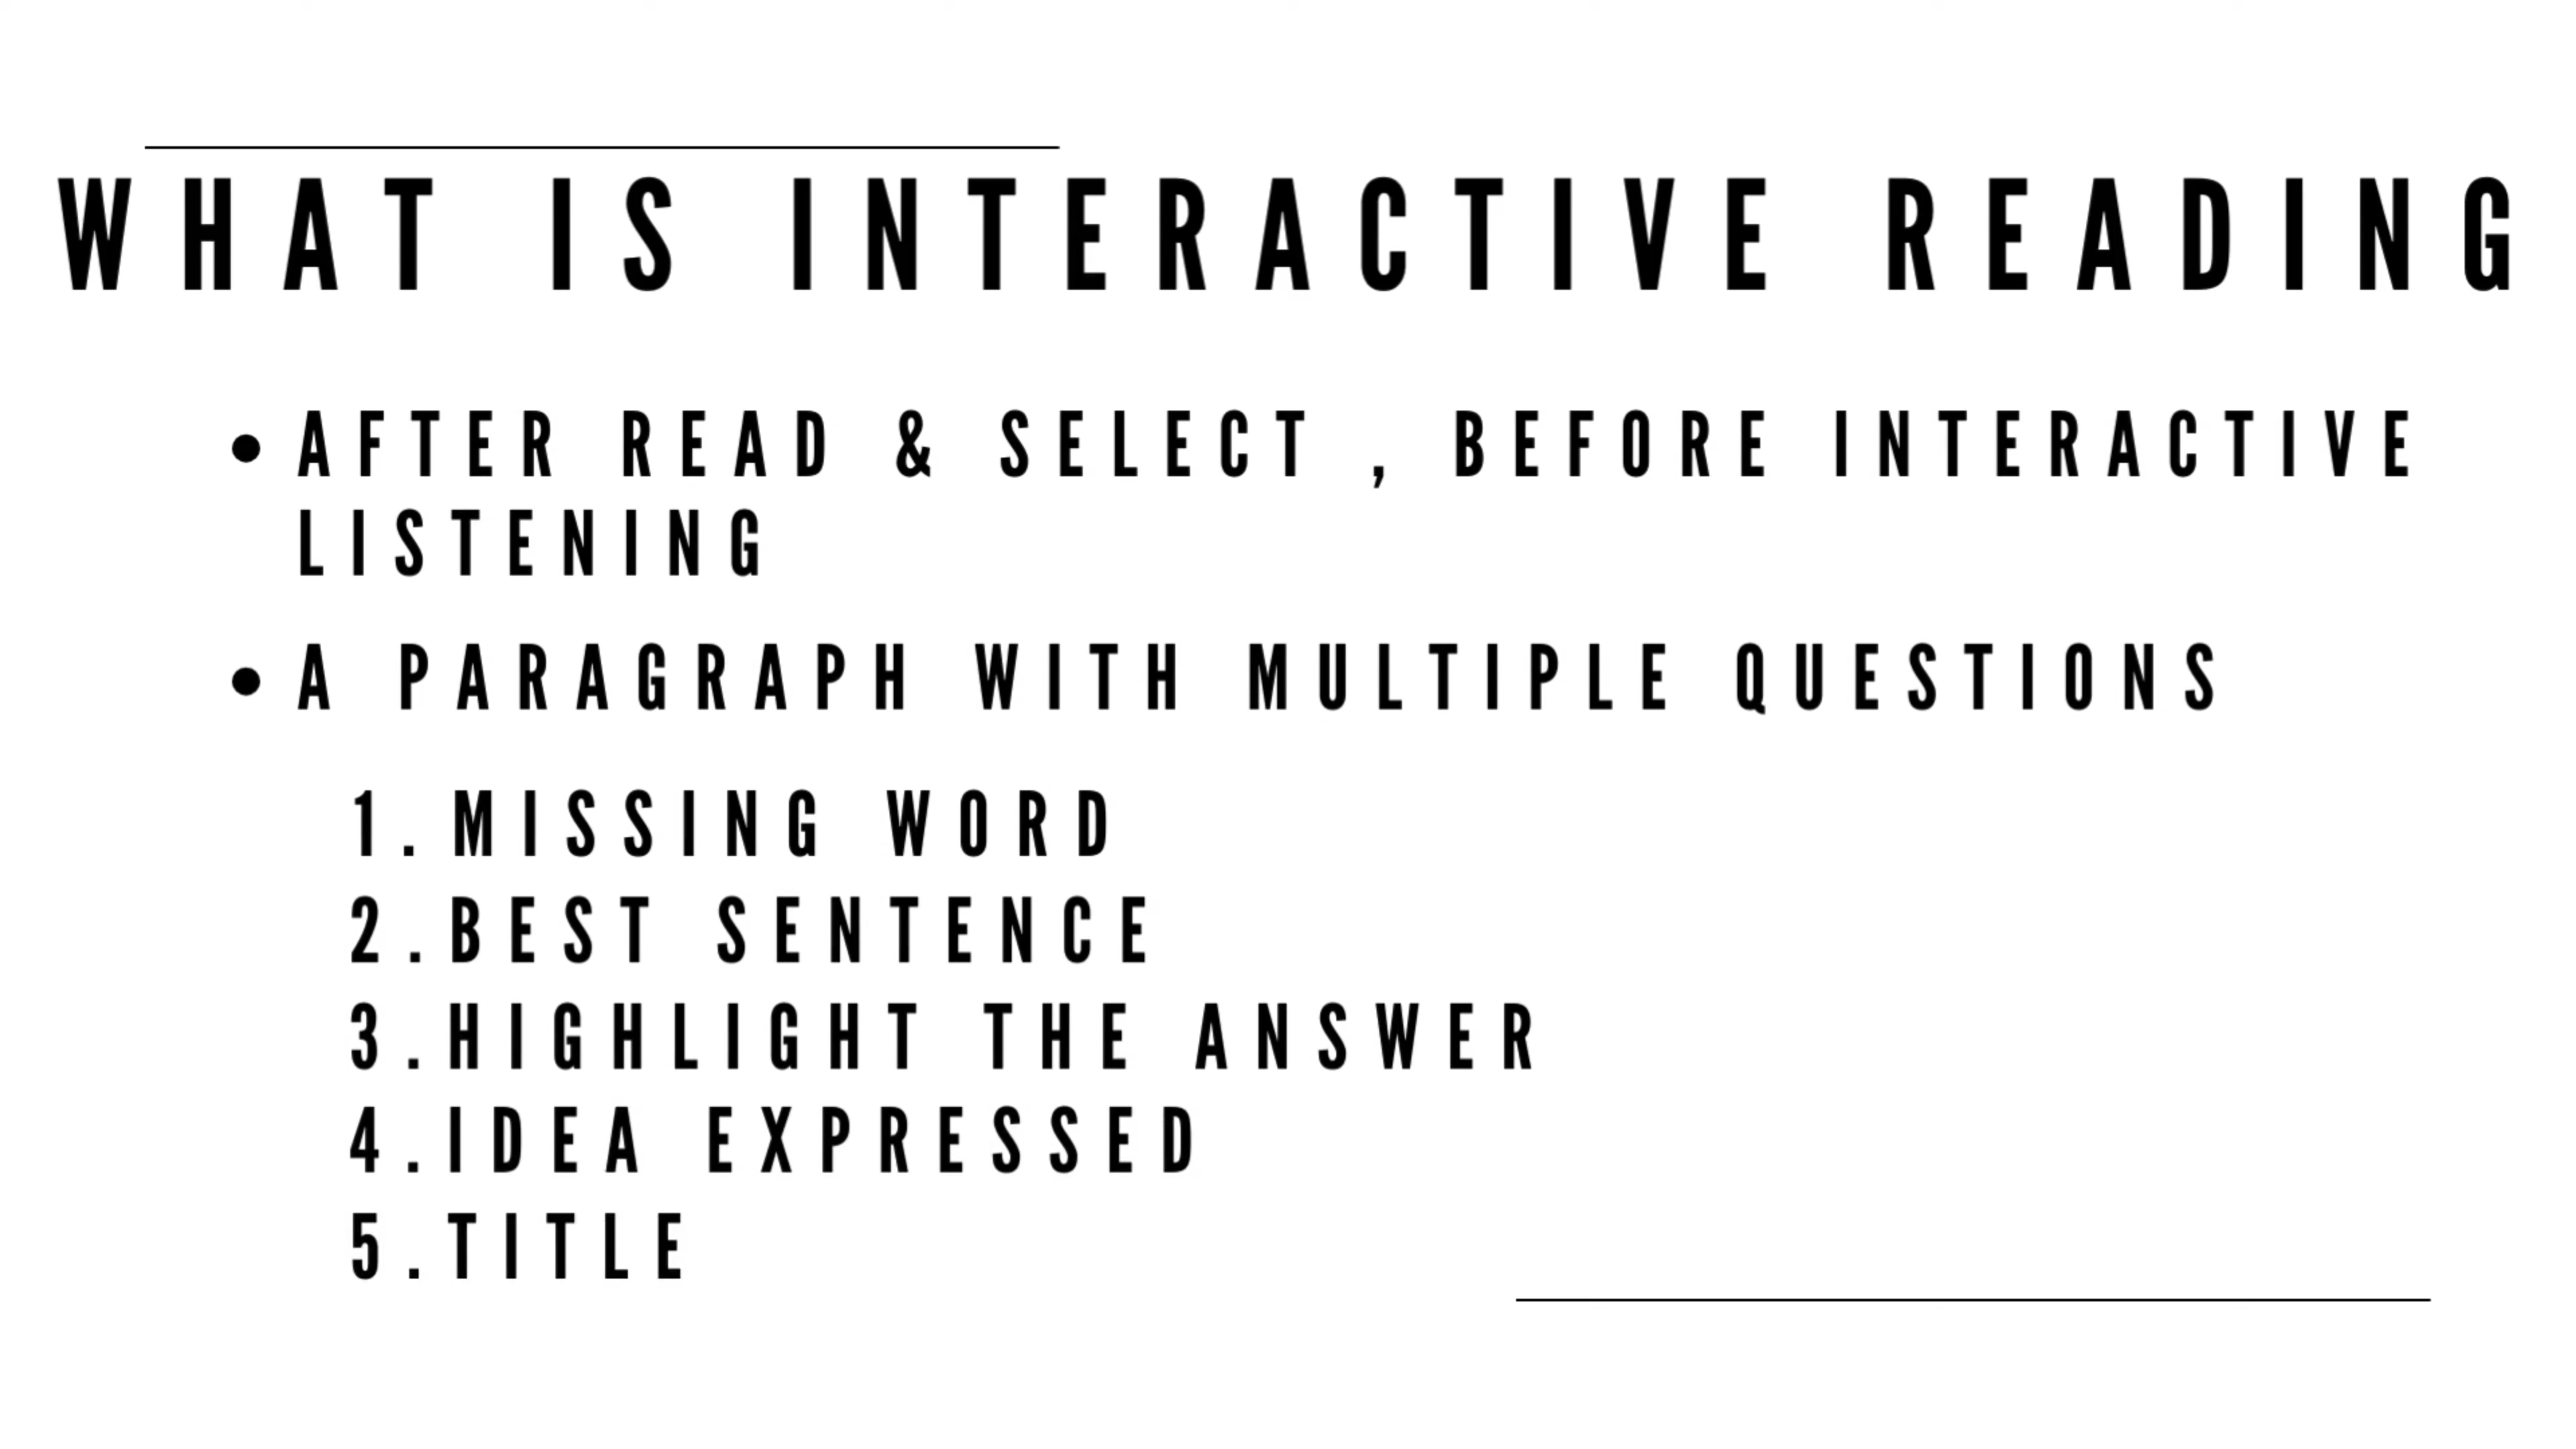 WHAT IS INTERACTIVE READING
• AFTER READ & SELECT , BEFORE INTERACTIVE
LISTENING
• A PARAGRAPH WITH MULTIPLE QUESTIONS
1. MISSING WORD
2. BEST SENTENCE
3. HIGHLIGHT THE ANSWER
4. IDEA EXPRESSED
5. TITLE